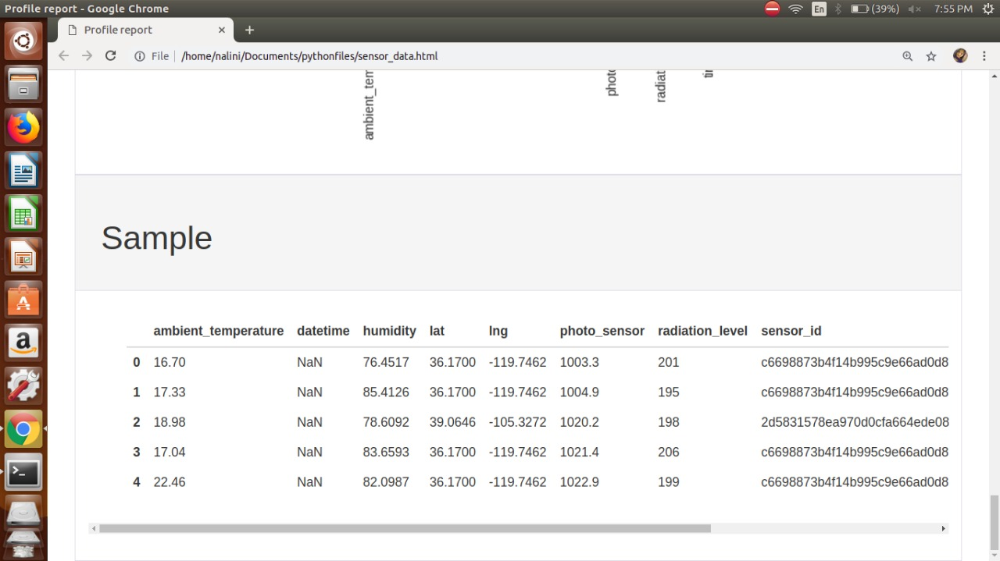 Profile report - Google Chrome
En
(39%)
7:55 PM
Profile report
File
/home/nalini/Documents/pythonfiles/sensor_data.html
ambient_tem
photo
radiat
Sample
ambient_temperature datetime humidity lat lng photo_sensor radiation_level sensor_id
0 16.70 NaN 76.4517 36.1700 -119.7462 1003.3 201 c6698873b4f14b995c9e66ad0d8
1 17.33 NaN 85.4126 36.1700 -119.7462 1004.9 195 c6698873b4f14b995c9e66ad0d8
2 18.98 NaN 78.6092 39.0646 -105.3272 1020.2 198 2d5831578ea970d0cfa664ede08
3 17.04 NaN 83.6593 36.1700 -119.7462 1021.4 206 c6698873b4f14b995c9e66ad0d8
4 22.46 NaN 82.0987 36.1700 -119.7462 1022.9 199 c6698873b4f14b995c9e66ad0d8